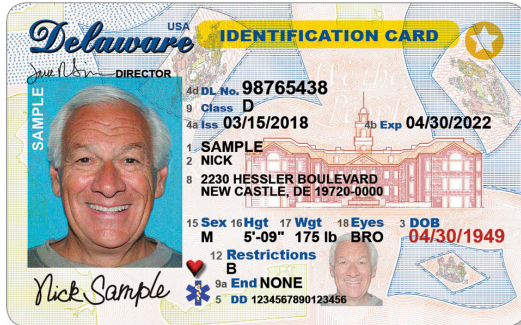 Delaware USA IDENTIFICATION CARD
DIRECTOR
SAMPLE
4d DL No. 98765438
9 Class D
4a Iss 03/15/2018 4b Exp 04/30/2022
1 SAMPLE
2 NICK
8 2230 HESSLER BOULEVARD
NEW CASTLE, DE 19720-0000
15 Sex 16 Hgt 17 Wgt 18 Eyes 3 DOB
M 5'-09" 175 lb BRO 04/30/1949
12 Restrictions
B
9a End NONE
5 DD 1234567890123456
Nick Sample